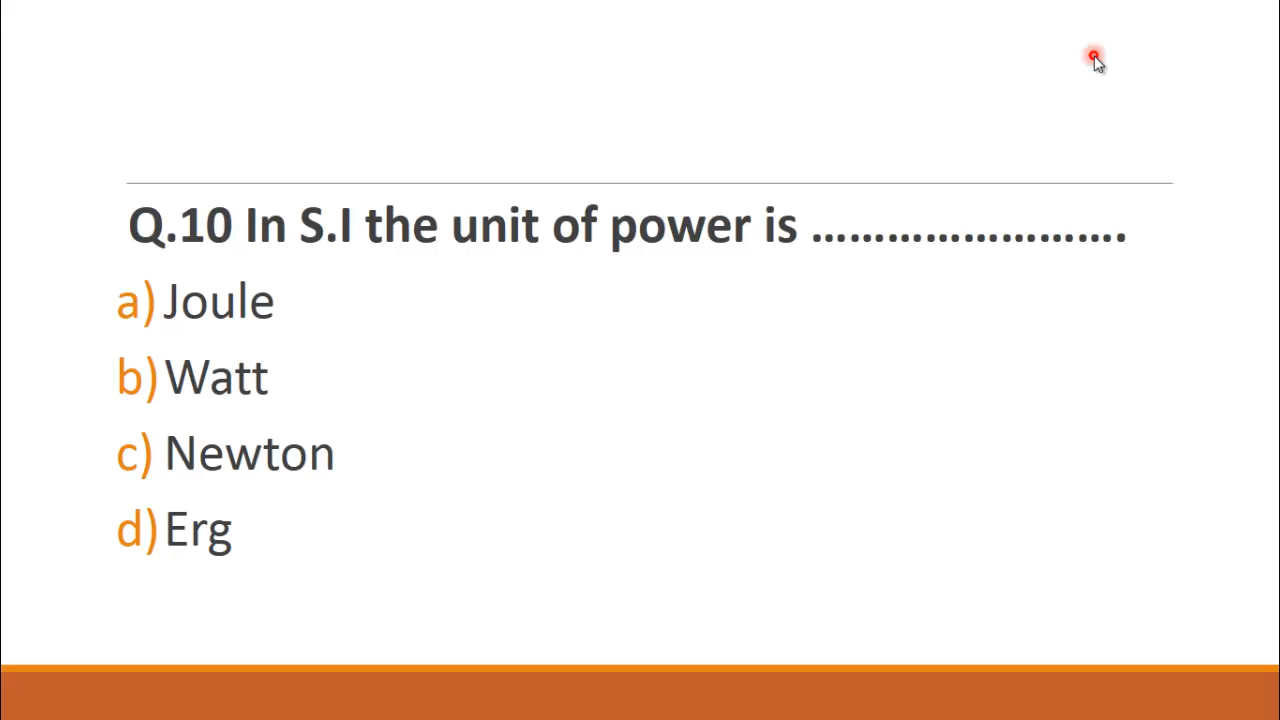 Q.10 In S.I the unit of power is …………………….
a) Joule
b) Watt
c) Newton
d) Erg